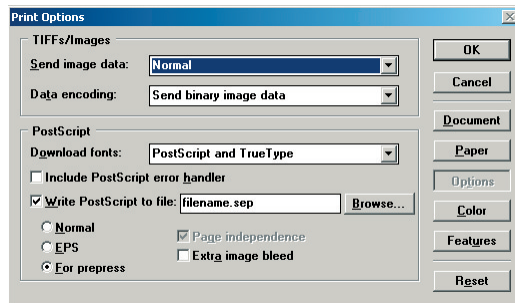 Print Options
TIFFs/Images
Send image data: Normal
Data encoding: Send binary image data
PostScript
Download fonts: PostScript and TrueType
Include PostScript error handler
Write PostScript to file: filename.sep Browse...
Normal
EPS
For prepress
Page independence
Extra image bleed
OK
Cancel
Document
Paper
Options
Color
Features
Reset